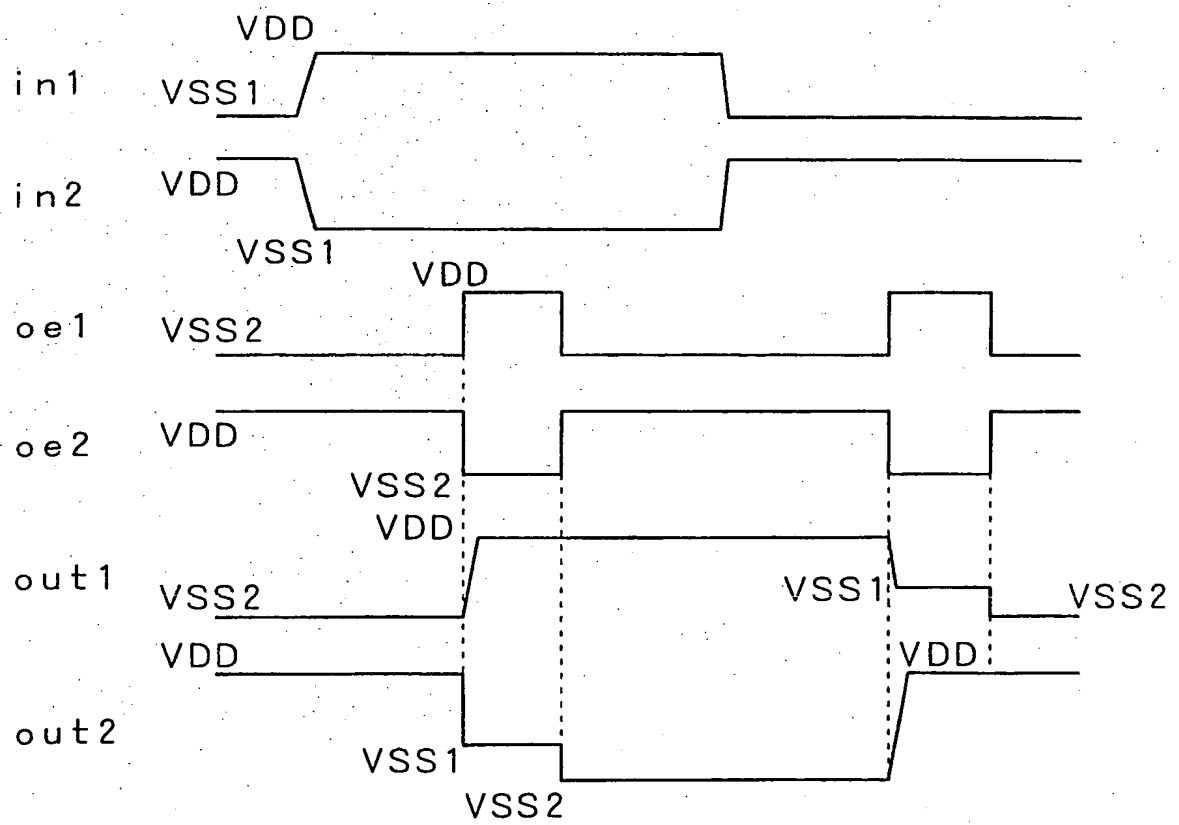 VDD
in1 VSS1
in2 VDD
VSS1
VDD
oe1 VSS2
oe2 VDD
VSS2
VDD
out1 VSS2 VSS1 VSS2
VDD VDD
out2 VSS1
VSS2